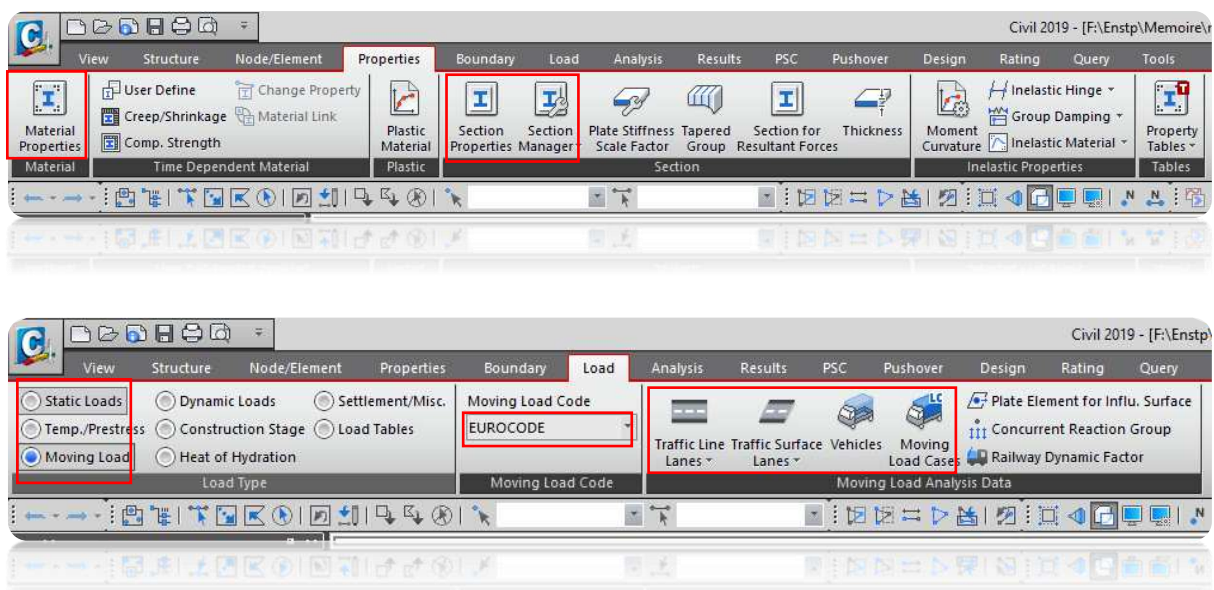 Civil 2019 - [F:\Enstp\Memoire\
View Structure Node/Element Properties Boundary Load Analysis Results PSC Pushover Design Rating Query Tools
Material Properties
User Define
Creep/Shrinkage
Comp. Strength
Change Property
Material Link
Plastic Material
Section Properties
Section Manager
Plate Stiffness Scale Factor
Tapered Group
Section for Resultant Forces
Thickness
Moment Curvature
Inelastic Hinge
Group Damping
Inelastic Material
Property Tables
Material Time Dependent Material Plastic Section Inelastic Properties Tables
Civil 2019 - [F:\Enstp\
View Structure Node/Element Properties Boundary Load Analysis Results PSC Pushover Design Rating Query
Static Loads Dynamic Loads Settlement/Misc.
Temp./Prestress Construction Stage Load Tables
Moving Load Heat of Hydration
Moving Load Code
EUROCODE
Traffic Line Lanes
Traffic Surface Lanes
Vehicles
LC
Moving Load Cases
Plate Element for Influ. Surface
Concurrent Reaction Group
Railway Dynamic Factor
Load Type Moving Load Code Moving Load Analysis Data